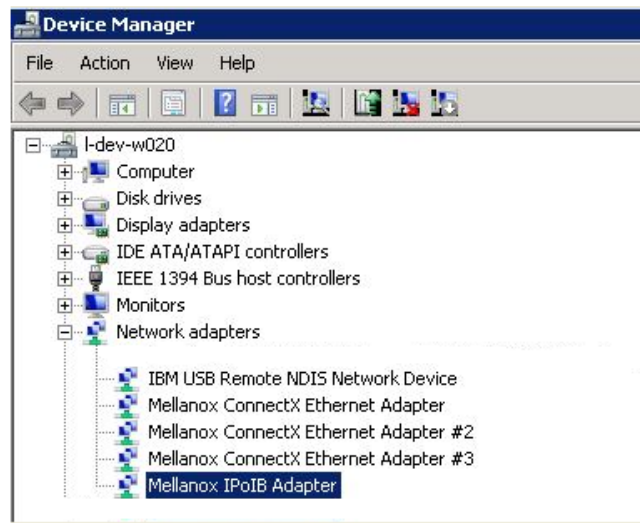 Device Manager
File Action View Help
l-dev-w020
Computer
Disk drives
Display adapters
IDE ATA/ATAPI controllers
IEEE 1394 Bus host controllers
Monitors
Network adapters
IBM USB Remote NDIS Network Device
Mellanox ConnectX Ethernet Adapter
Mellanox ConnectX Ethernet Adapter #2
Mellanox ConnectX Ethernet Adapter #3
Mellanox IPoIB Adapter